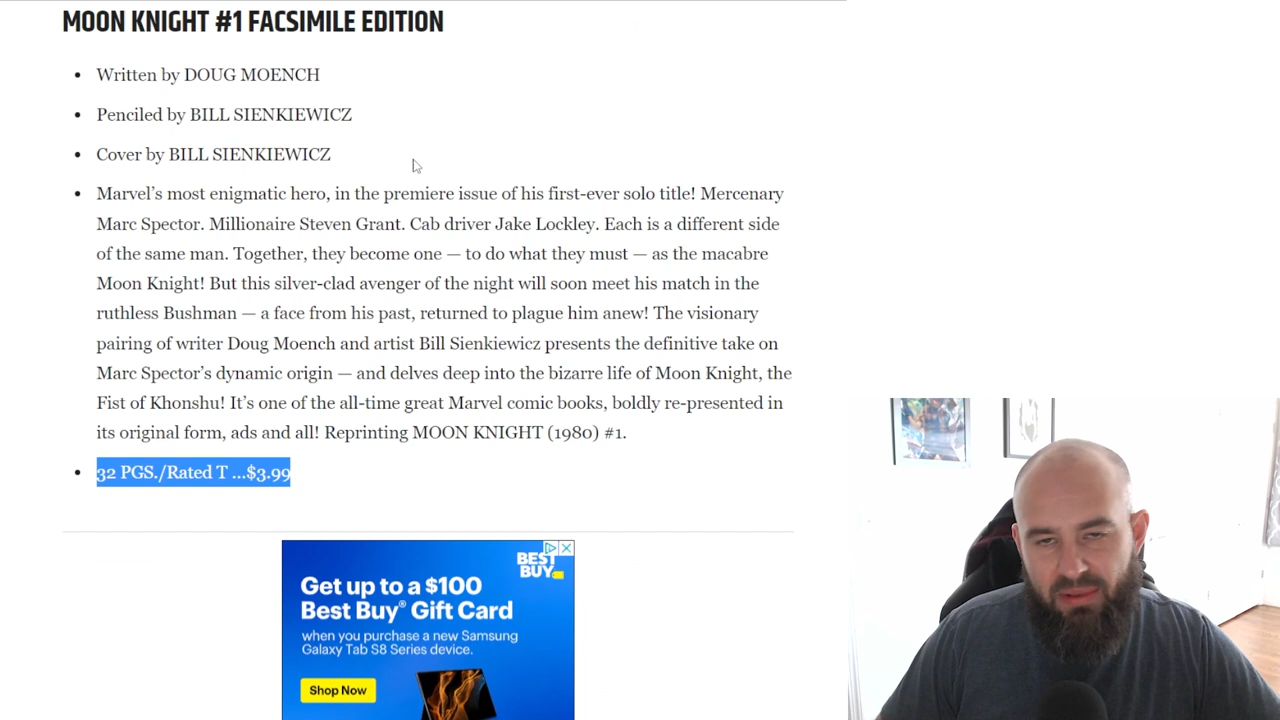 MOON KNIGHT #1 FACSIMILE EDITION
• Written by DOUG MOENCH
• Penciled by BILL SIENKIEWICZ
• Cover by BILL SIENKIEWICZ
• Marvel’s most enigmatic hero, in the premiere issue of his first-ever solo title! Mercenary
Marc Spector. Millionaire Steven Grant. Cab driver Jake Lockley. Each is a different side
of the same man. Together, they become one — to do what they must — as the macabre
Moon Knight! But this silver-clad avenger of the night will soon meet his match in the
ruthless Bushman — a face from his past, returned to plague him anew! The visionary
pairing of writer Doug Moench and artist Bill Sienkiewicz presents the definitive take on
Marc Spector’s dynamic origin — and delves deep into the bizarre life of Moon Knight, the
Fist of Khonshu! It’s one of the all-time great Marvel comic books, boldly re-presented in
its original form, ads and all! Reprinting MOON KNIGHT (1980) #1.
• 32 PGS./Rated T …$3.99
BEST
BUY
Get up to a $100
Best Buy® Gift Card
when you purchase a new Samsung
Galaxy Tab S8 Series device.
Shop Now